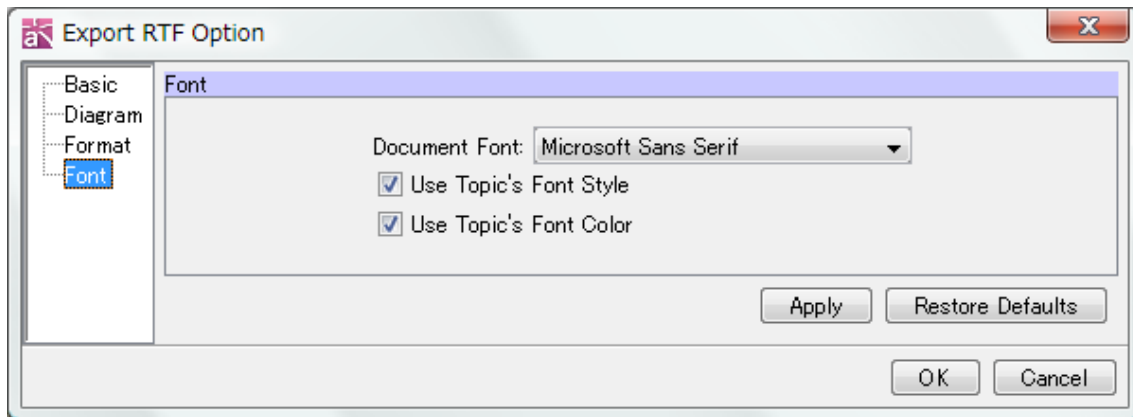 Export RTF Option
Basic
Diagram
Format
Font
Font
Document Font: Microsoft Sans Serif
Use Topic's Font Style
Use Topic's Font Color
Apply Restore Defaults
OK Cancel